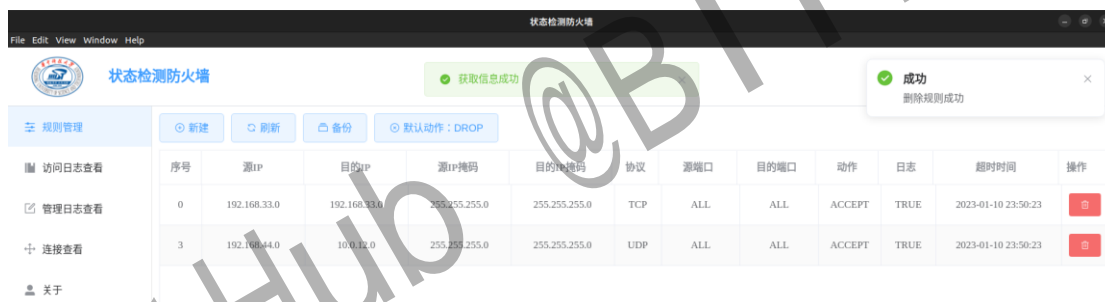 状态检测防火墙
File Edit View Window Help
状态检测防火墙
获取信息成功
成功
删除规则成功
规则管理
新建 刷新 备份 默认动作：DROP
访问日志查看
管理日志查看
连接查看
关于
序号 源IP 目的IP 源IP掩码 目的IP掩码 协议 源端口 目的端口 动作 日志 超时时间 操作
0 192.168.33.0 192.168.33.0 255.255.255.0 255.255.255.0 TCP ALL ALL ACCEPT TRUE 2023-01-10 23:50:23
3 192.168.44.0 10.0.12.0 255.255.255.0 255.255.255.0 UDP ALL ALL ACCEPT TRUE 2023-01-10 23:50:23
Hub @BIT